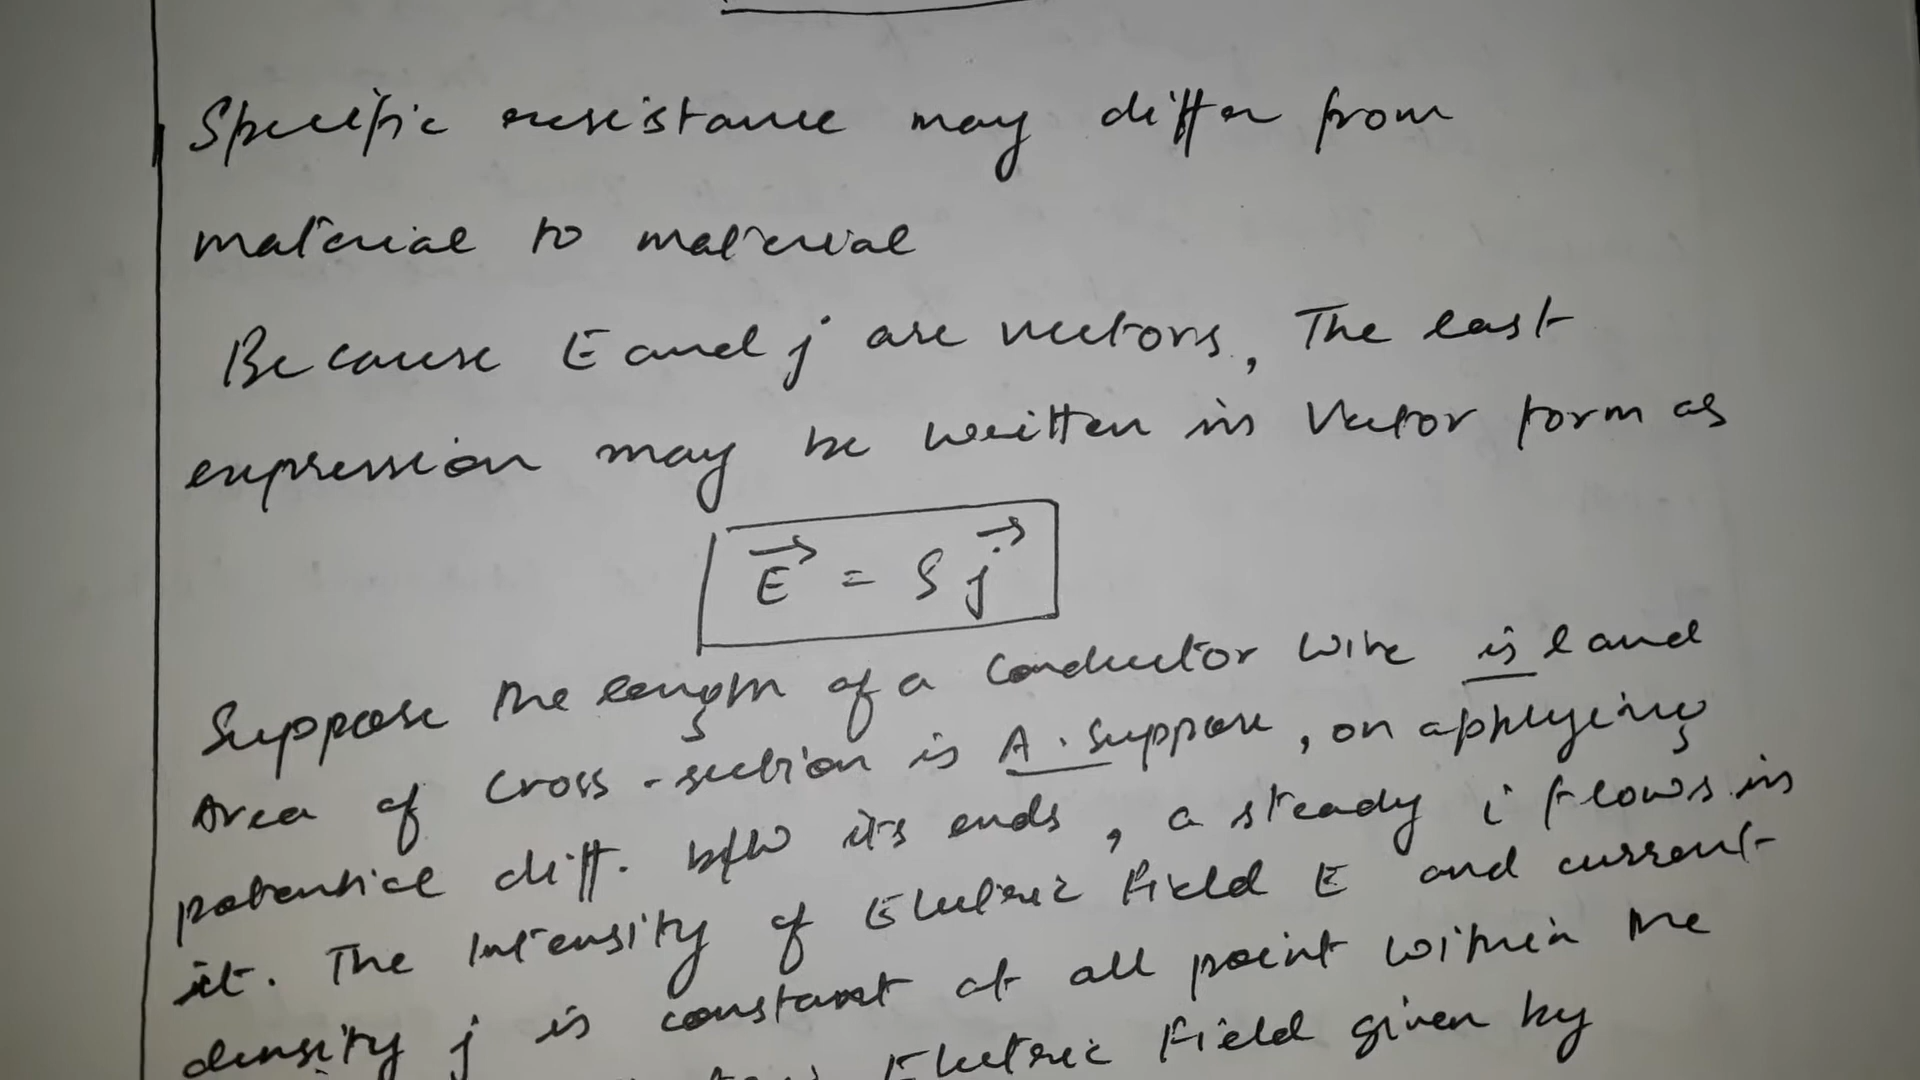 Specific resistance may differ from
material to material
Because E and j are vectors, The last
expression may be written in Vector form as
E⃗ = ρ j⃗
Suppose the length of a Conductor wire is l and
Area of cross-section is A. Suppose, on applying
potential diff. b/w its ends, a steady i flows in
it. The Intensity of Electric field E and current
density j is constant at all point within the
Electric Field given by